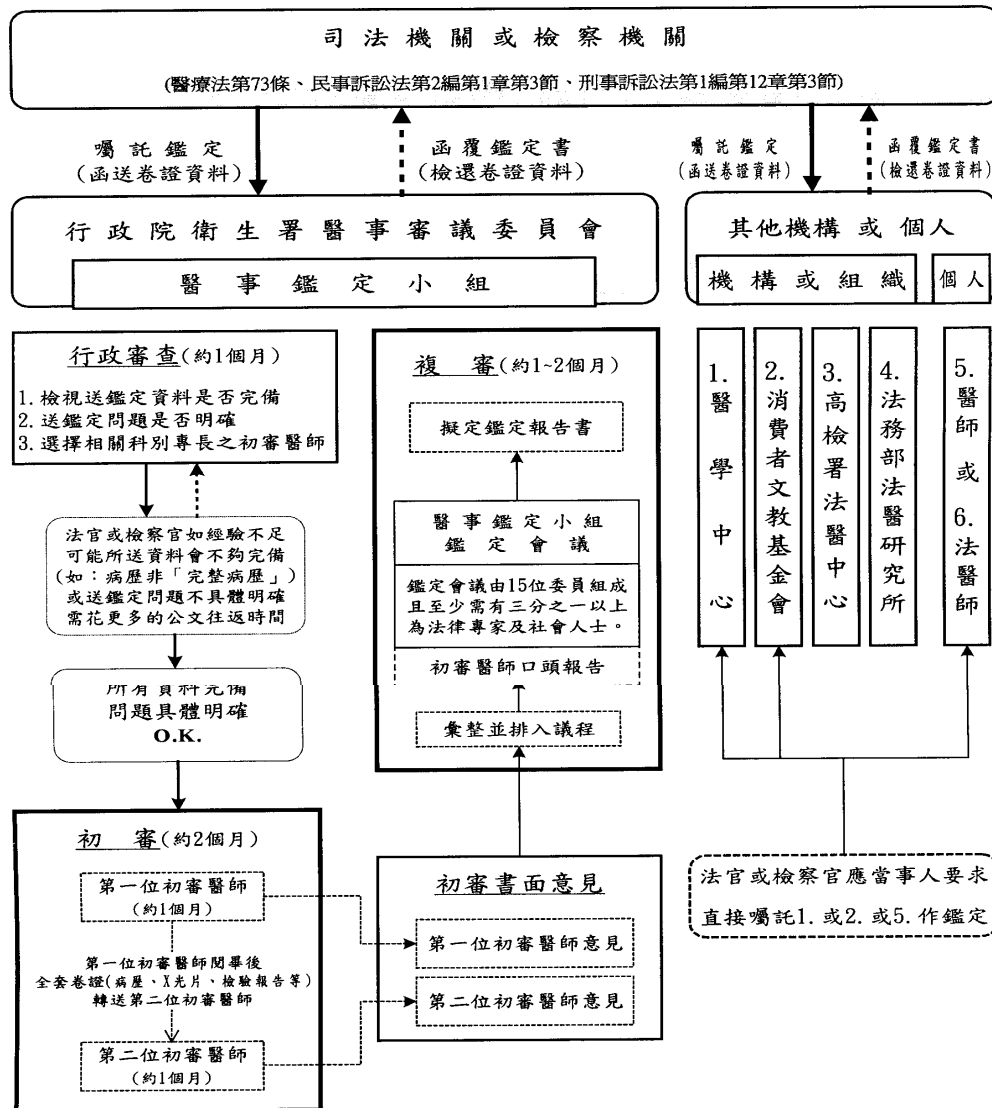 司法機關或檢察機關
(醫療法第73條、民事訴訟法第2編第1章第3節、刑事訴訟法第1編第12章第3節)
囑託鑑定
(函送卷證資料)
函覆鑑定書
(檢還卷證資料)
囑託鑑定
(函送卷證資料)
函覆鑑定書
(檢還卷證資料)
行政院衛生署醫事審議委員會
醫事鑑定小組
其他機構或個人
機構或組織
個人
行政審查(約1個月)
1.檢視送鑑定資料是否完備
2.送鑑定問題是否明確
3.選擇相關科別專長之初審醫師
法官或檢察官如經驗不足
可能所送資料會不夠完備
(如：病歷非「完整病歷」)
或送鑑定問題不具體明確
需花更多的公文往返時間
所有資料完備
問題具體明確
O.K.
初 審(約2個月)
第一位初審醫師
(約1個月)
第一位初審醫師閱畢後
全套卷證(病歷、X光片、檢驗報告等)
轉送第二位初審醫師
第二位初審醫師
(約1個月)
複 審(約1~2個月)
擬定鑑定報告書
醫事鑑定小組
鑑定會議
鑑定會議由15位委員組成
且至少需有三分之一以上
為法律專家及社會人士。
初審醫師口頭報告
彙整並排入議程
初審書面意見
第一位初審醫師意見
第二位初審醫師意見
1.醫學中心
2.消費者文教基金會
3.高檢署法醫中心
4.法務部法醫研究所
5.醫師或6.法醫師
法官或檢察官應當事人要求
直接囑託1.或2.或5.作鑑定